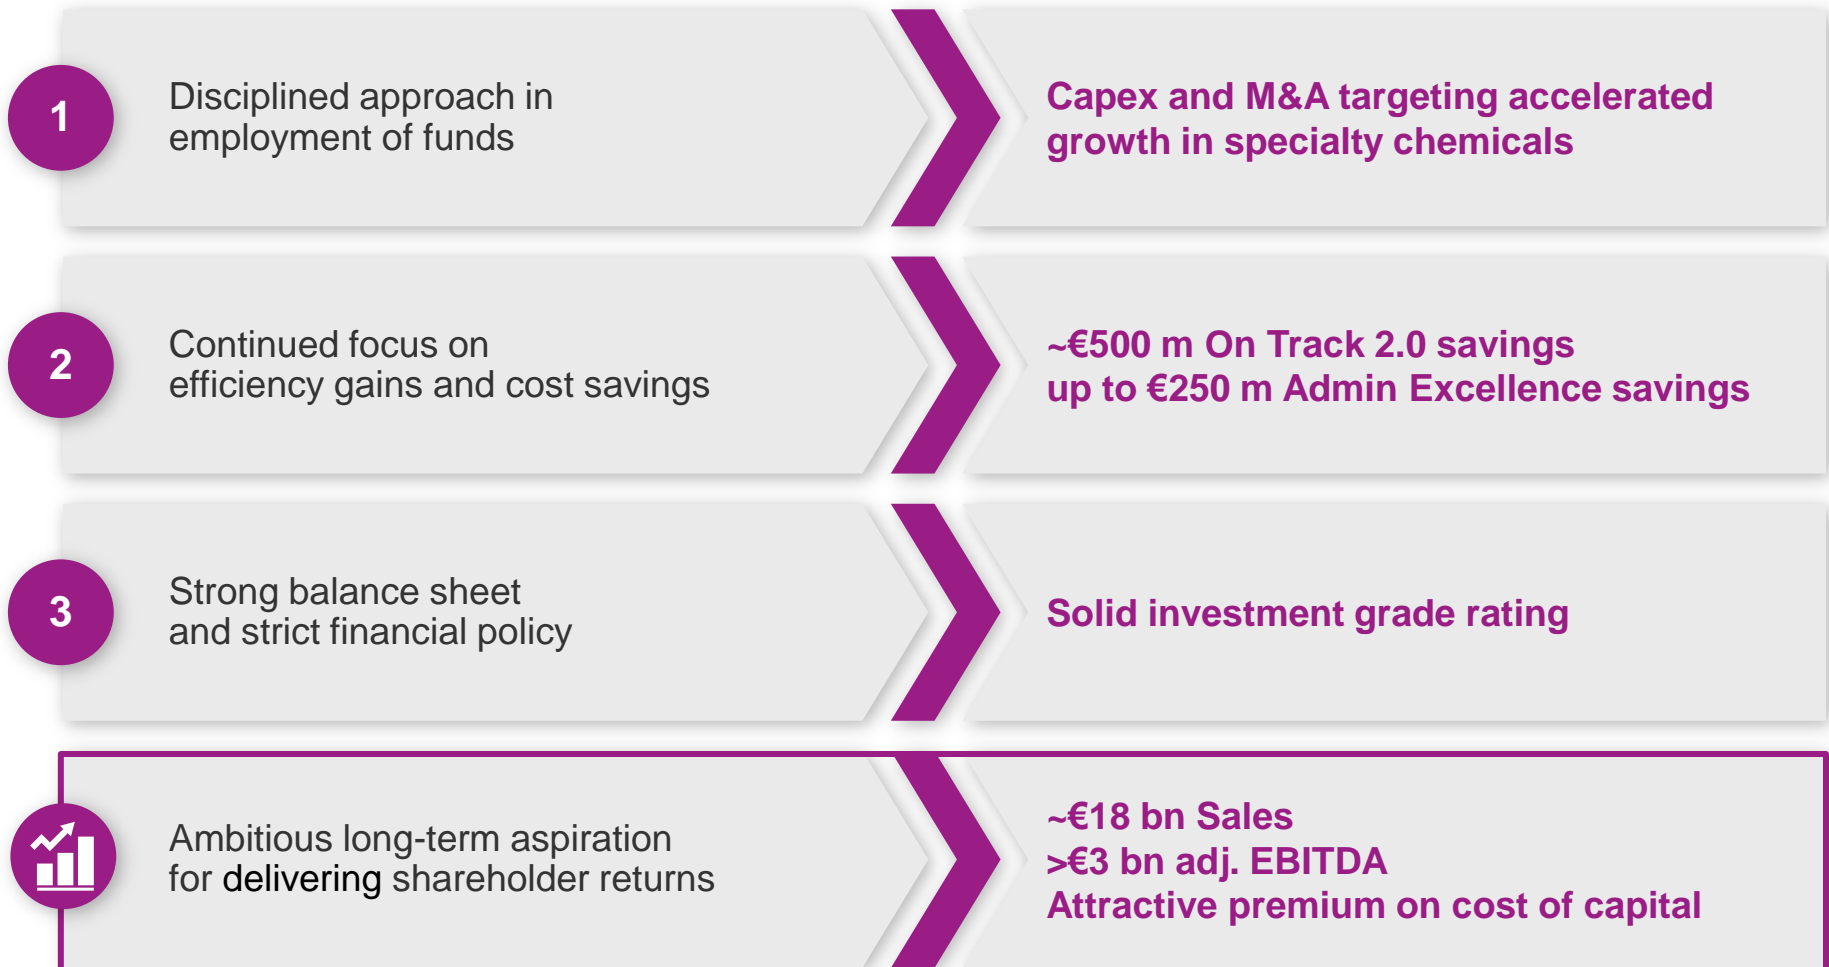 1
Disciplined approach in
employment of funds
Capex and M&A targeting accelerated
growth in specialty chemicals
2
Continued focus on
efficiency gains and cost savings
~€500 m On Track 2.0 savings
up to €250 m Admin Excellence savings
3
Strong balance sheet
and strict financial policy
Solid investment grade rating
Ambitious long-term aspiration
for delivering shareholder returns
~€18 bn Sales
>€3 bn adj. EBITDA
Attractive premium on cost of capital